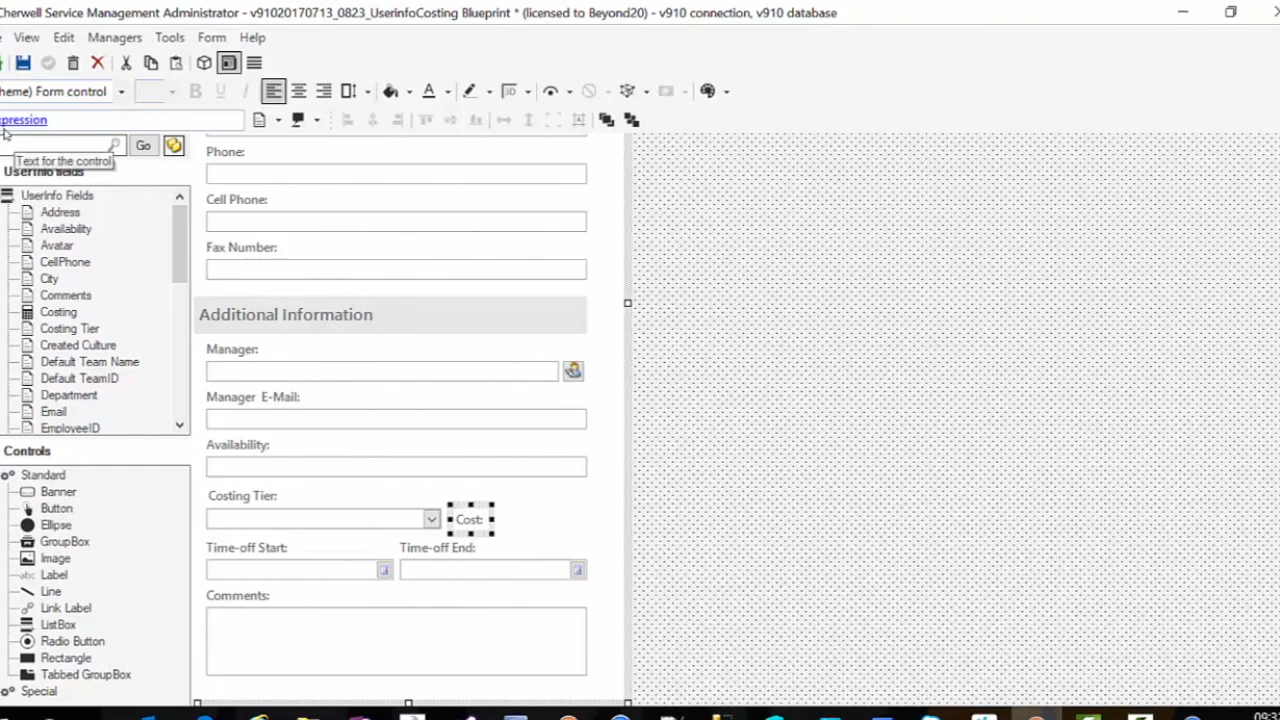 Cherwell Service Management Administrator - v91020170713_0823_UserinfoCosting Blueprint * (licensed to Beyond20) - v910 connection, v910 database
View Edit Managers Tools Form Help
heme) Form control
B U I
pression
Go
Text for the control
UserInfo fields
UserInfo Fields
Address
Availability
Avatar
CellPhone
City
Comments
Costing
Costing Tier
Created Culture
Default Team Name
Default TeamID
Department
Email
EmployeeID
Controls
Standard
Banner
Button
Ellipse
GroupBox
Image
abc Label
Line
Link Label
ListBox
Radio Button
Rectangle
Tabbed GroupBox
Special
Phone:
Cell Phone:
Fax Number:
Additional Information
Manager:
Manager E-Mail:
Availability:
Costing Tier:
Cost:
Time-off Start: Time-off End:
Comments: